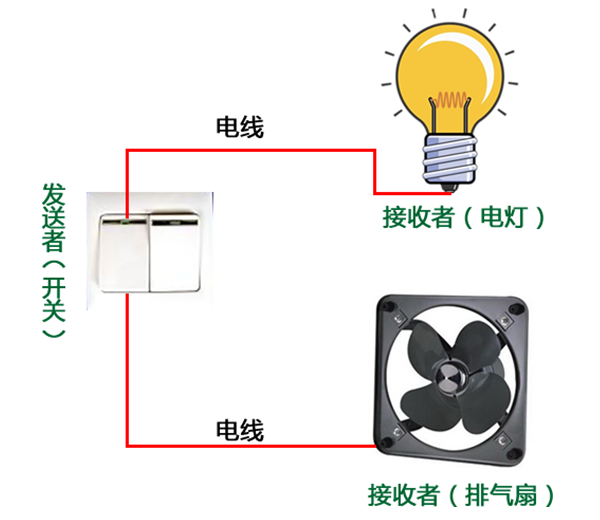 电线
接收者（电灯）
发送者（开关）
电线
接收者（排气扇）